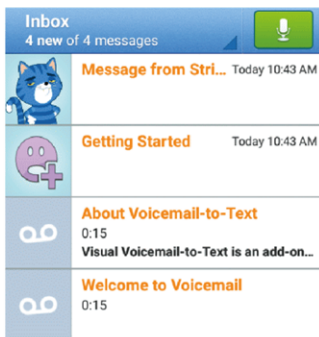 Inbox
4 new of 4 messages
Message from Stri... Today 10:43 AM
Getting Started Today 10:43 AM
About Voicemail-to-Text
0:15
Visual Voicemail-to-Text is an add-on...
Welcome to Voicemail
0:15